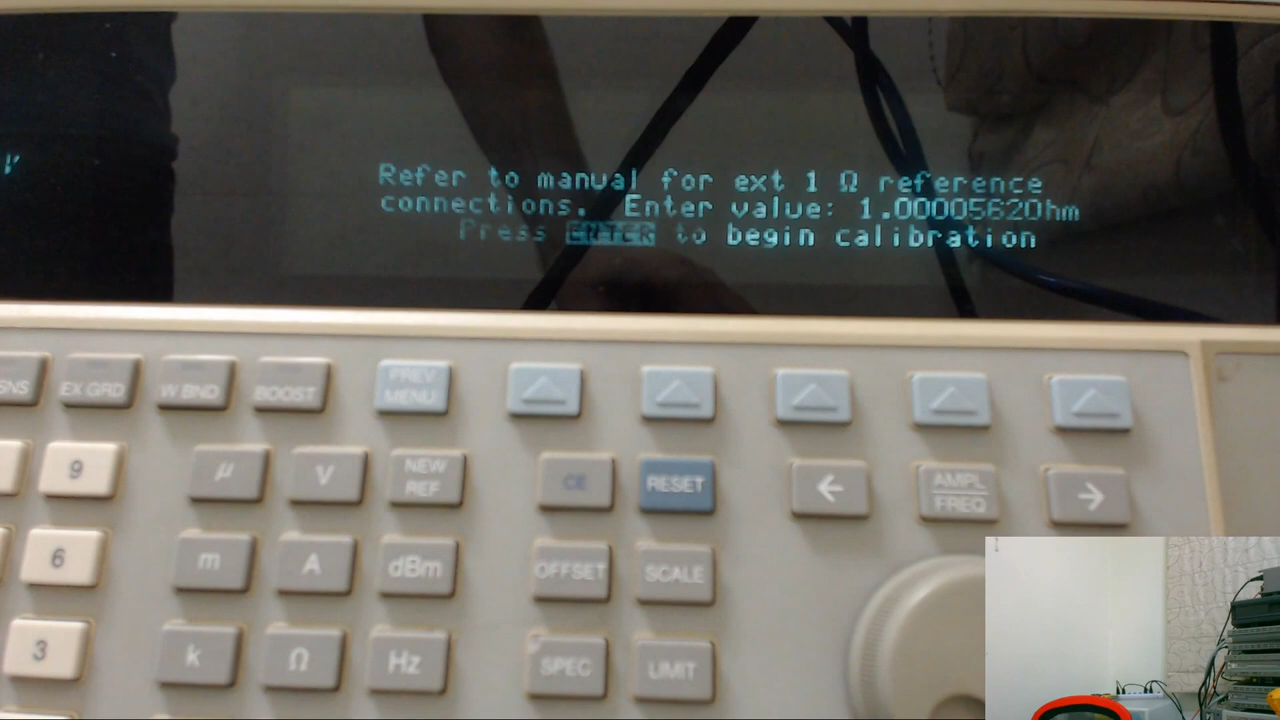 V
Refer to manual for ext 1 Ω reference
connections. Enter value: 1.0000562Ohm
Press ENTER to begin calibration
SNS EX GRD W BND BOOST PREV MENU
9 µ V NEW REF CE RESET ← AMPL FREQ →
6 m A dBm OFFSET SCALE
3 k Ω Hz SPEC LIMIT